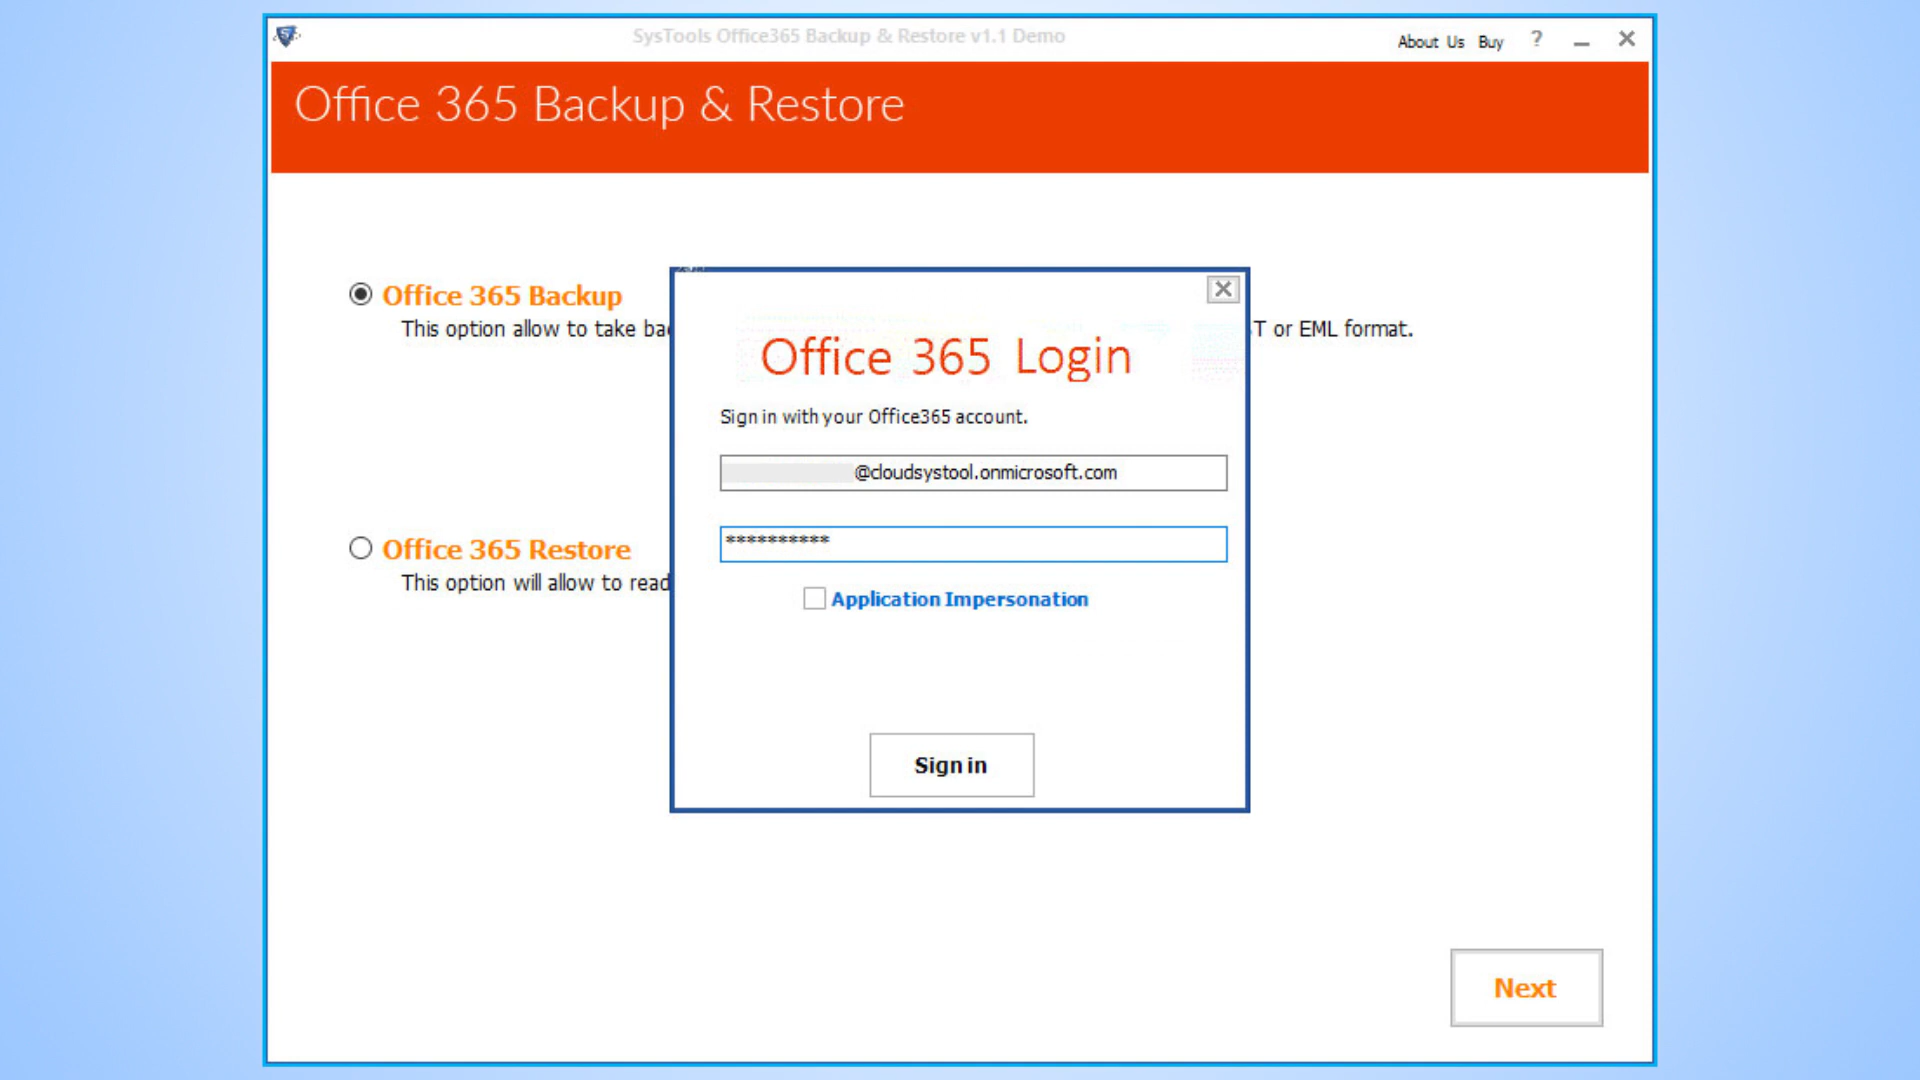 SysTools Office365 Backup & Restore v1.1 Demo
About Us Buy ?
Office 365 Backup & Restore
Office 365 Backup
This option allow to take
T or EML format.
Office 365 Login
Sign in with your Office365 account.
@cloudsystool.onmicrosoft.com
**********
Office 365 Restore
This option will allow to read
Application Impersonation
Sign in
Next